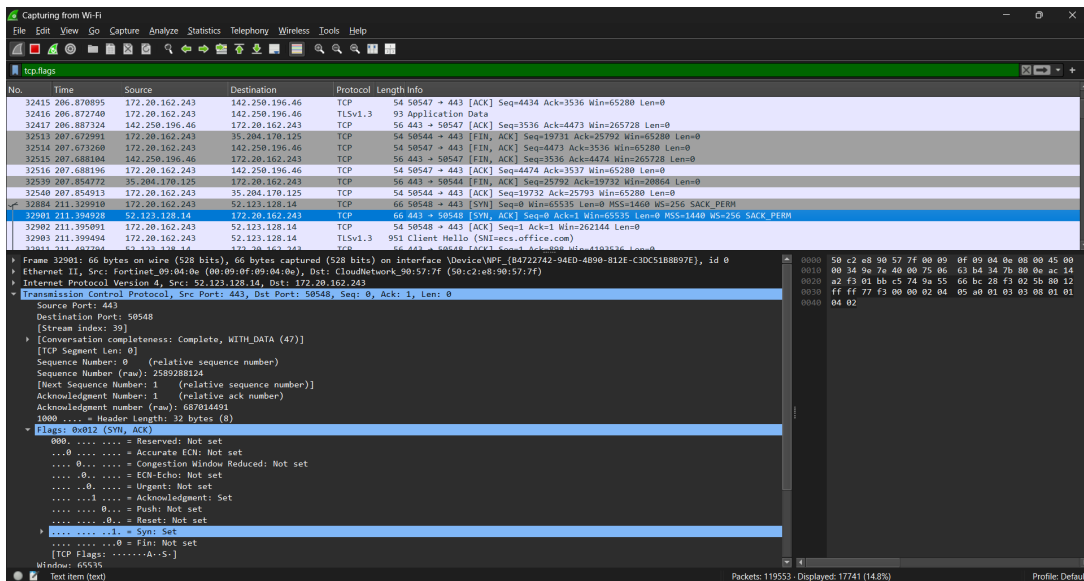 Capturing from Wi-Fi
File Edit View Go Capture Analyze Statistics Telephony Wireless Tools Help
tcp.flags
No. Time Source Destination Protocol Length Info
32415 206.870895 172.20.162.243 142.250.196.46 TCP 54 50547 → 443 [ACK] Seq=4434 Ack=3536 Win=65280 Len=0
32416 206.872740 172.20.162.243 142.250.196.46 TLSv1.3 93 Application Data
32417 206.887324 142.250.196.46 172.20.162.243 TCP 56 443 → 50547 [ACK] Seq=3536 Ack=4473 Win=265728 Len=0
32513 207.672991 172.20.162.243 35.204.170.125 TCP 54 50544 → 443 [FIN, ACK] Seq=19731 Ack=25792 Win=65280 Len=0
32514 207.673260 172.20.162.243 142.250.196.46 TCP 54 50547 → 443 [FIN, ACK] Seq=4473 Ack=3536 Win=65280 Len=0
32515 207.688104 142.250.196.46 172.20.162.243 TCP 56 443 → 50547 [FIN, ACK] Seq=3536 Ack=4474 Win=265728 Len=0
32516 207.688196 172.20.162.243 142.250.196.46 TCP 54 50547 → 443 [ACK] Seq=4474 Ack=3537 Win=65280 Len=0
32539 207.854772 35.204.170.125 172.20.162.243 TCP 56 443 → 50544 [FIN, ACK] Seq=25792 Ack=19732 Win=20864 Len=0
32540 207.854913 172.20.162.243 35.204.170.125 TCP 54 50544 → 443 [ACK] Seq=19732 Ack=25793 Win=65280 Len=0
32884 211.329910 172.20.162.243 52.123.128.14 TCP 66 50548 → 443 [SYN] Seq=0 Win=65535 Len=0 MSS=1460 WS=256 SACK_PERM
32901 211.394928 52.123.128.14 172.20.162.243 TCP 66 443 → 50548 [SYN, ACK] Seq=0 Ack=1 Win=65535 Len=0 MSS=1440 WS=256 SACK_PERM
32902 211.395091 172.20.162.243 52.123.128.14 TCP 54 50548 → 443 [ACK] Seq=1 Ack=1 Win=262144 Len=0
32903 211.399494 172.20.162.243 52.123.128.14 TLSv1.3 951 Client Hello (SNI=ecs.office.com)
32911 211.497794 52.123.128.14 172.20.162.243 TCP 56 443 → 50548 [ACK] Seq=1 Ack=898 Win=4193536 Len=0
Frame 32901: 66 bytes on wire (528 bits), 66 bytes captured (528 bits) on interface \Device\NPF_{B4722742-94ED-4B90-812E-C3DC51B8B97E}, id 0
Ethernet II, Src: Fortinet_09:04:0e (00:09:0f:09:04:0e), Dst: CloudNetwork_90:57:7f (50:c2:e8:90:57:7f)
Internet Protocol Version 4, Src: 52.123.128.14, Dst: 172.20.162.243
Transmission Control Protocol, Src Port: 443, Dst Port: 50548, Seq: 0, Ack: 1, Len: 0
Source Port: 443
Destination Port: 50548
[Stream index: 39]
[Conversation completeness: Complete, WITH_DATA (47)]
[TCP Segment Len: 0]
Sequence Number: 0 (relative sequence number)
Sequence Number (raw): 2589288124
[Next Sequence Number: 1 (relative sequence number)]
Acknowledgment Number: 1 (relative ack number)
Acknowledgment number (raw): 687014491
1000 .... = Header Length: 32 bytes (8)
Flags: 0x012 (SYN, ACK)
000. .... .... = Reserved: Not set
...0 .... .... = Accurate ECN: Not set
.... 0... .... = Congestion Window Reduced: Not set
.... .0.. .... = ECN-Echo: Not set
.... ..0. .... = Urgent: Not set
.... ...1 .... = Acknowledgment: Set
.... .... 0... = Push: Not set
.... .... .0.. = Reset: Not set
.... .... ..1. = Syn: Set
.... .... ...0 = Fin: Not set
[TCP Flags: ·······A··S·]
Window: 65535
0000 50 c2 e8 90 57 7f 00 09 0f 09 04 0e 08 00 45 00
0010 00 34 9e 7e 40 00 75 06 63 b4 34 7b 80 0e ac 14
0020 a2 f3 01 bb c5 74 9a 55 66 bc 28 f3 02 5b 80 12
0030 ff ff 77 f3 00 00 02 04 05 a0 01 03 03 08 01 01
0040 04 02
Text item (text) Packets: 119553 · Displayed: 17741 (14.8%) Profile: Defau